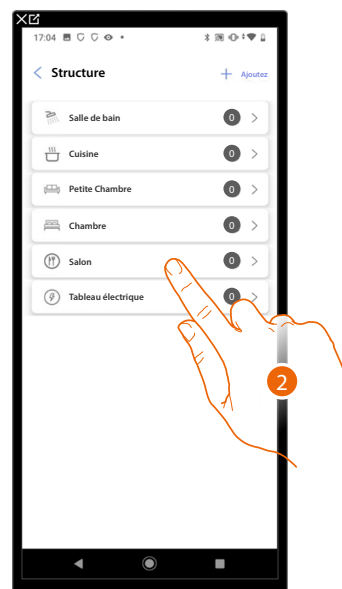 17:04
Structure
+ Ajoutez
Salle de bain 0
Cuisine 0
Petite Chambre 0
Chambre 0
Salon 0
Tableau électrique 0
2